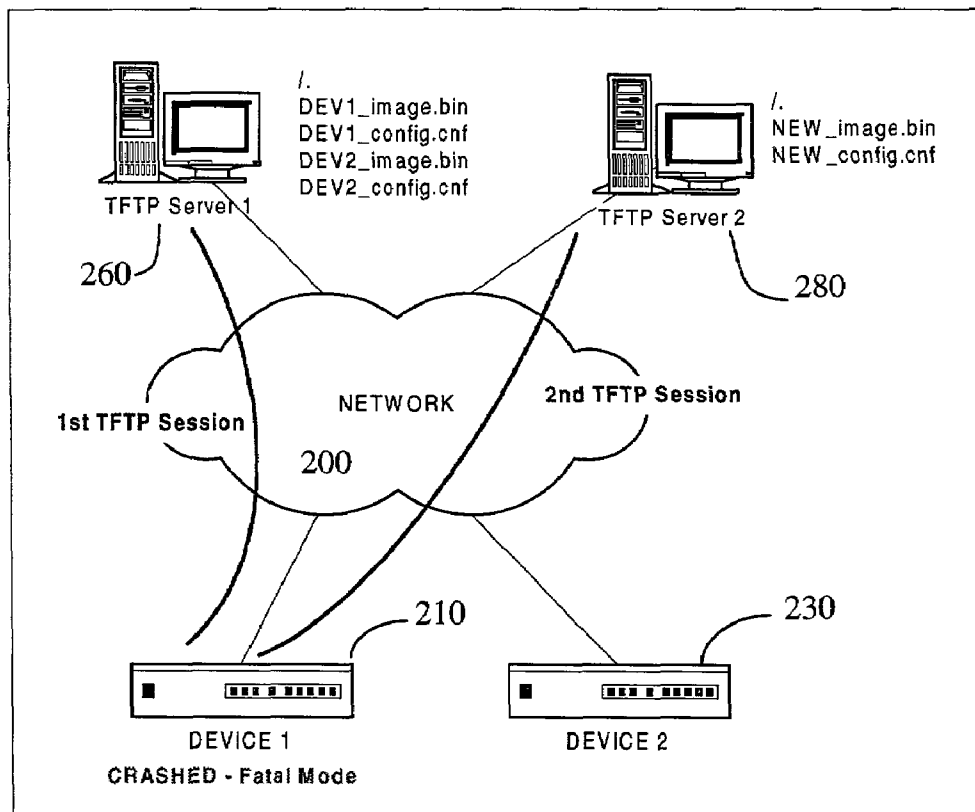 /.
DEV1_image.bin
DEV1_config.cnf
DEV2_image.bin
DEV2_config.cnf
TFTP Server 1
260
/.
NEW_image.bin
NEW_config.cnf
TFTP Server 2
280
1st TFTP Session
NETWORK
2nd TFTP Session
200
210
230
DEVICE 1
CRASHED - Fatal Mode
DEVICE 2